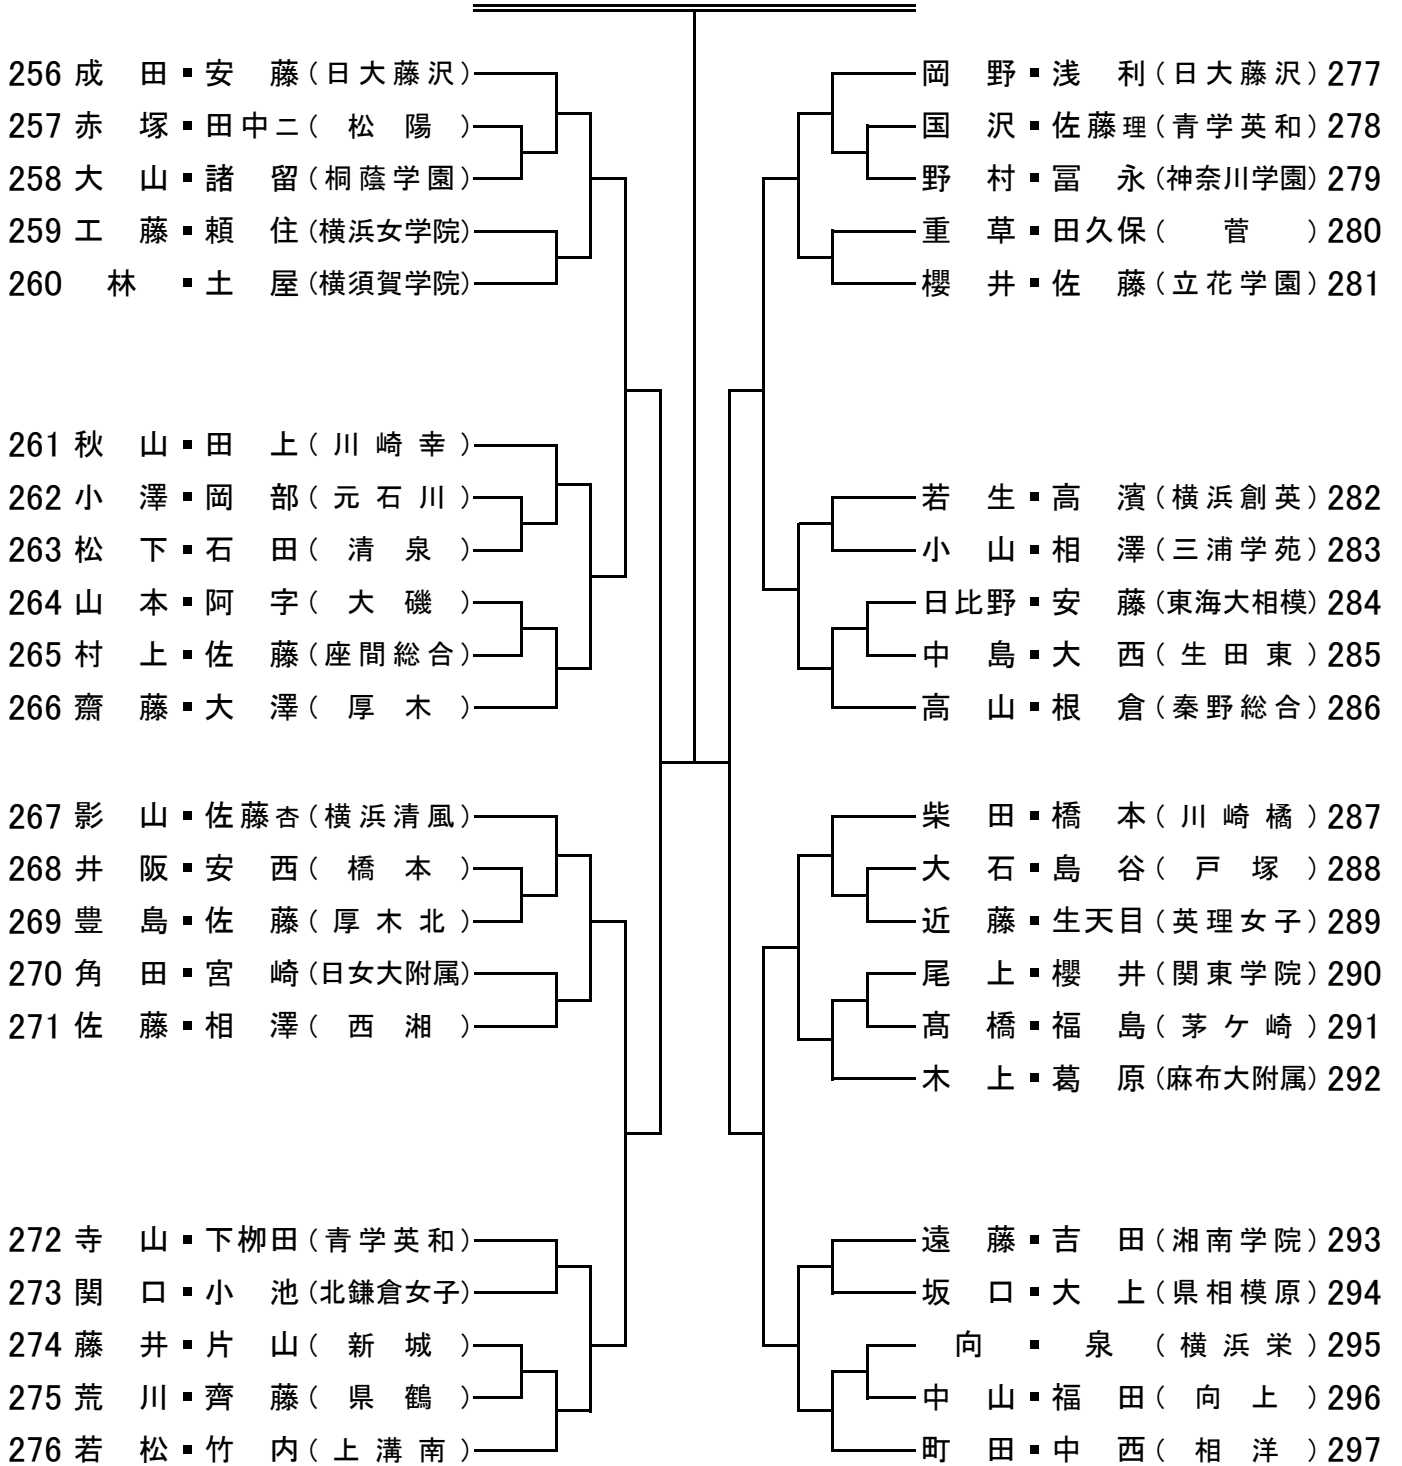 256 成田・安藤(日大藤沢)
257 赤塚・田中二(松陽)
258 大山・諸留(桐蔭学園)
259 工藤・頼住(横浜女学院)
260 林・土屋(横須賀学院)
261 秋山・田上(川崎幸)
262 小澤・岡部(元石川)
263 松下・石田(清泉)
264 山本・阿字(大磯)
265 村上・佐藤(座間総合)
266 齋藤・大澤(厚木)
267 影山・佐藤杏(横浜清風)
268 井阪・安西(橋本)
269 豊島・佐藤(厚木北)
270 角田・宮崎(日女大附属)
271 佐藤・相澤(西湘)
272 寺山・下栁田(青学英和)
273 関口・小池(北鎌倉女子)
274 藤井・片山(新城)
275 荒川・齊藤(県鶴)
276 若松・竹内(上溝南)
岡野・浅利(日大藤沢)277
国沢・佐藤理(青学英和)278
野村・冨永(神奈川学園)279
重草・田久保(菅)280
櫻井・佐藤(立花学園)281
若生・高濱(横浜創英)282
小山・相澤(三浦学苑)283
日比野・安藤(東海大相模)284
中島・大西(生田東)285
高山・根倉(秦野総合)286
柴田・橋本(川崎橘)287
大石・島谷(戸塚)288
近藤・生天目(英理女子)289
尾上・櫻井(関東学院)290
髙橋・福島(茅ケ崎)291
木上・葛原(麻布大附属)292
遠藤・吉田(湘南学院)293
坂口・大上(県相模原)294
向・泉(横浜栄)295
中山・福田(向上)296
町田・中西(相洋)297